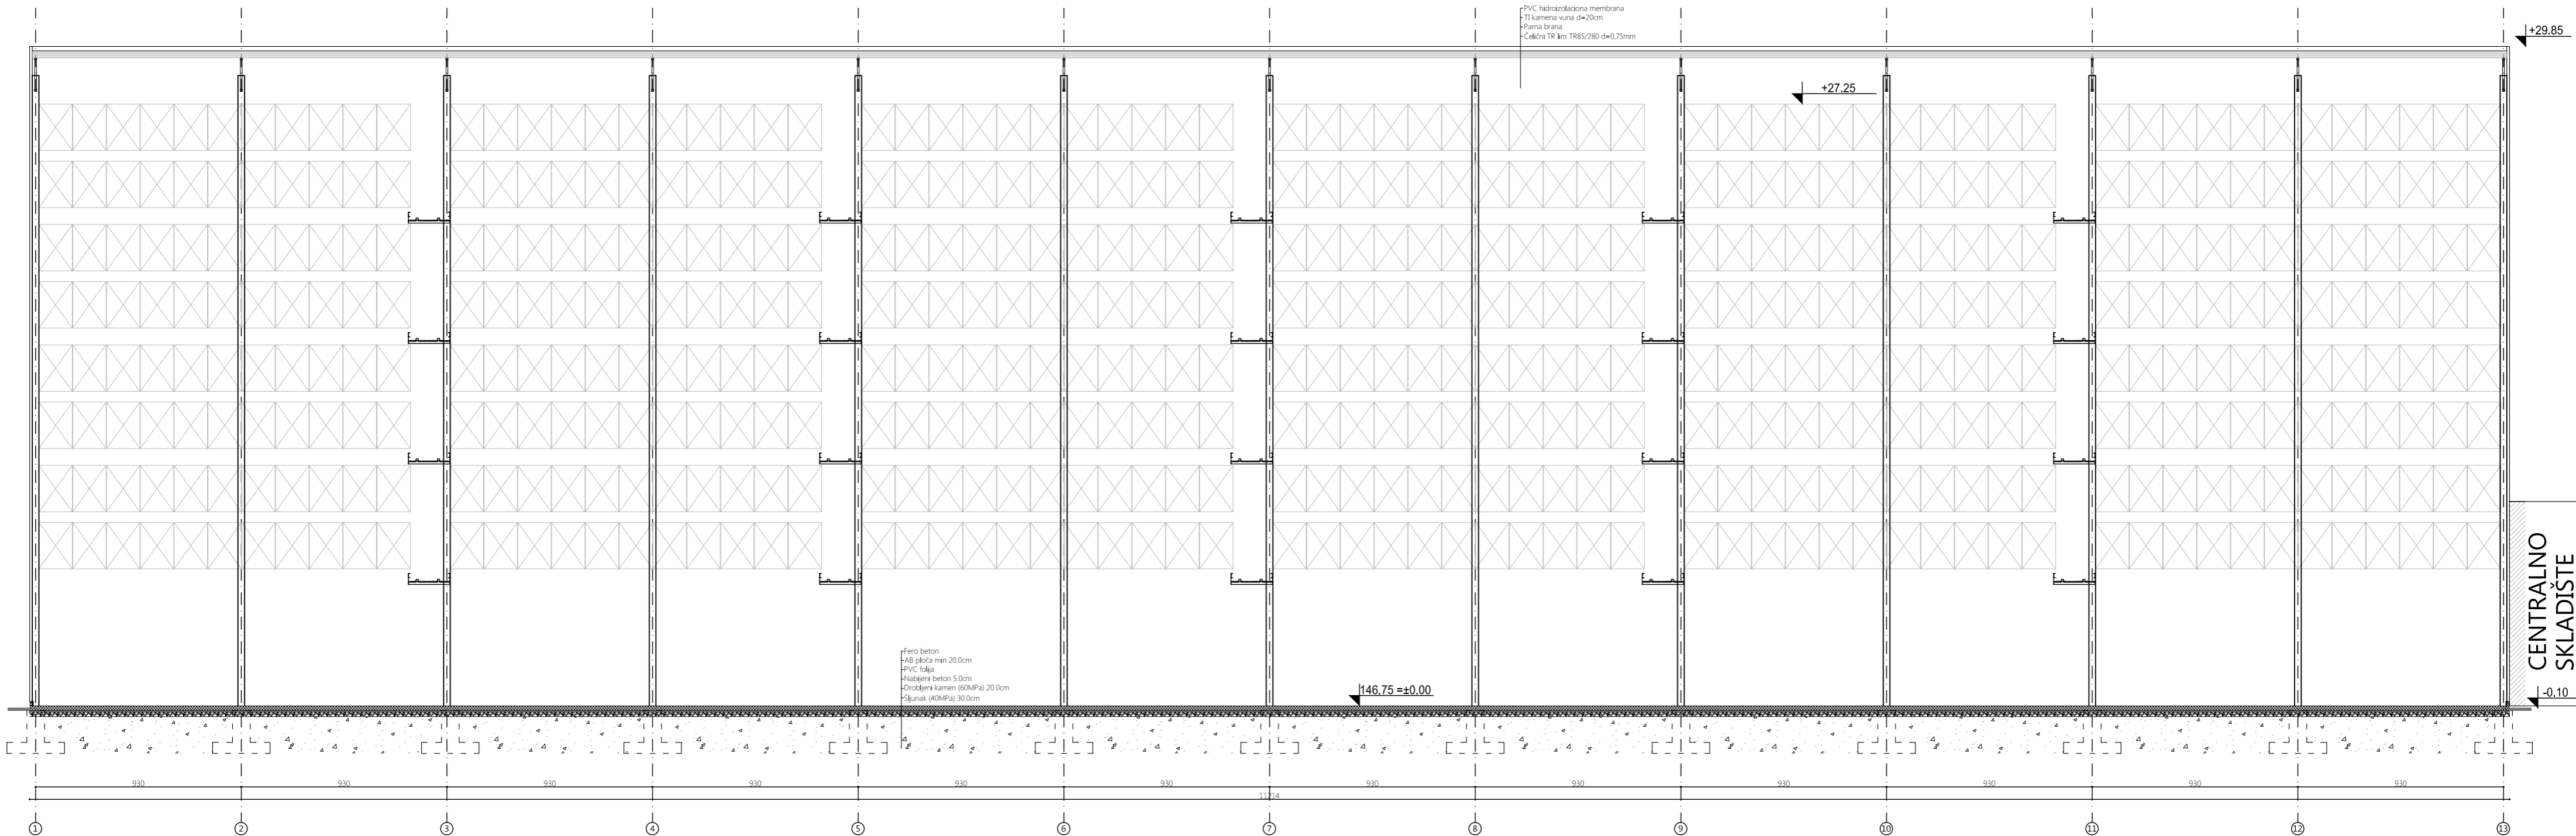 PVC hidroizolaciona membrana
TI kamena vuna d=20cm
Parna brana
Čelični TR lim TR85/280 d=0,75mm
+29.85
+27.25
CENTRALNO
SKLADIŠTE
Fero beton
AB ploča min 20.0cm
PVC folija
Nabijeni beton 5.0cm
Drobljeni kamen (60MPa) 20.0cm
Šljunak (40MPa) 30.0cm
146.75 =±0,00
-0.10
930 930 930 930 930 930 930 930 930 930 930 930
11214
1 2 3 4 5 6 7 8 9 10 11 12 13